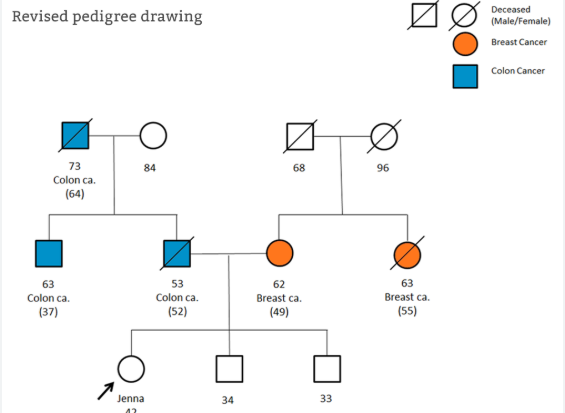 Revised pedigree drawing
Deceased
(Male/Female)
Breast Cancer
Colon Cancer
73
Colon ca.
(64)
84
68
96
63
Colon ca.
(37)
53
Colon ca.
(52)
62
Breast ca.
(49)
63
Breast ca.
(55)
Jenna
42
34
33